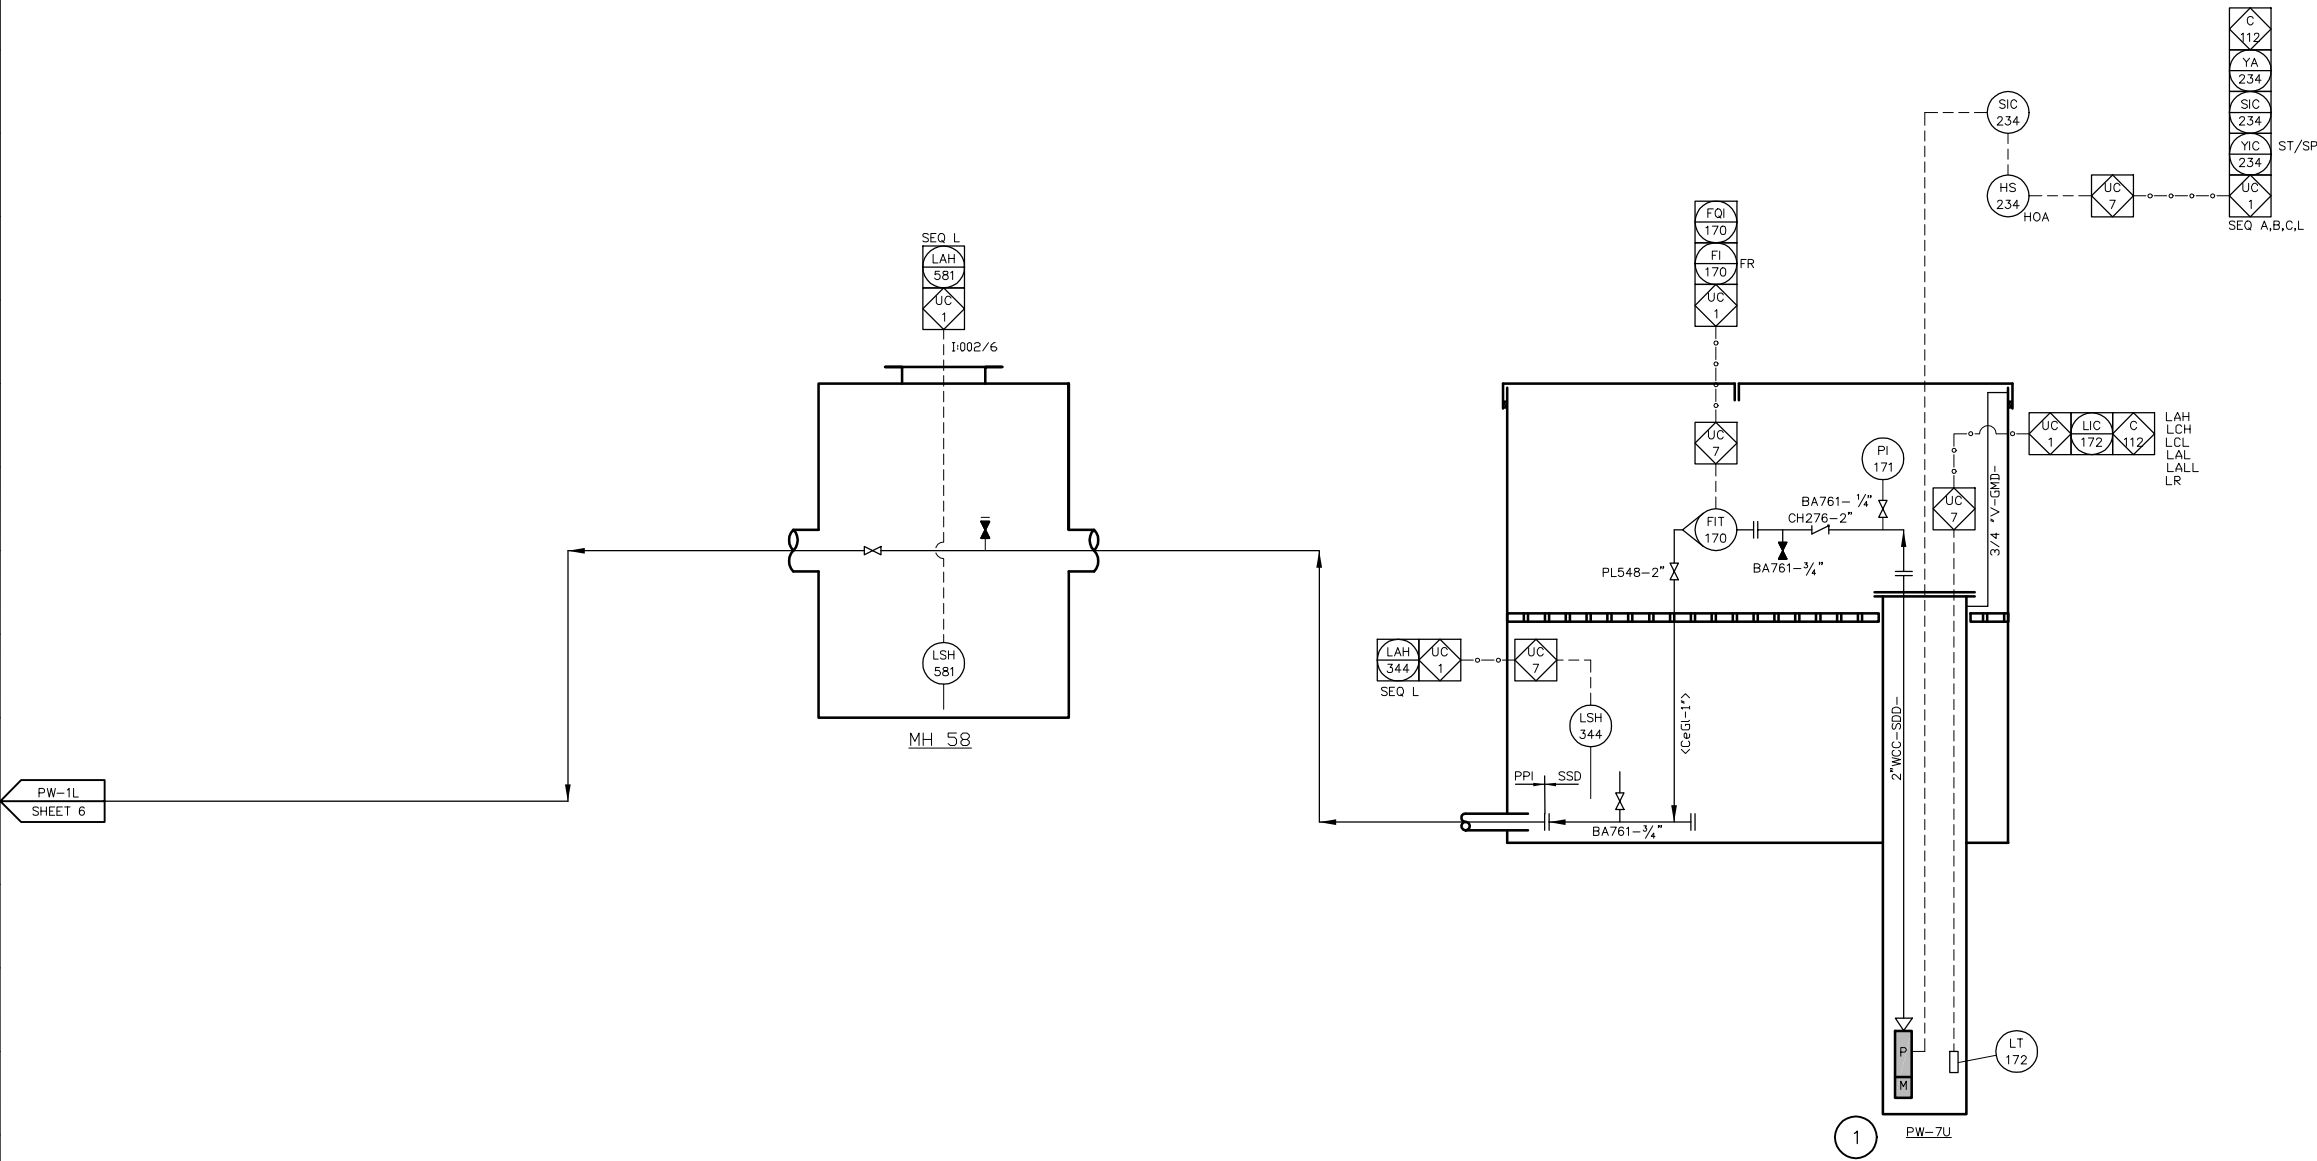 C
112
YA
234
SIC
234
YIC
234
ST/SP
UC
1
SEQ A,B,C,L
SIC
234
HS
234
HOA
UC
7
FQI
170
FI
170
FR
UC
1
SEQ L
LAH
581
UC
1
I:002/6
UC
7
PI
171
UC
1
LIC
172
C
112
LAH
LCH
LCL
LAL
LALL
LR
BA761- 1/4"
CH276-2"
FIT
170
UC
7
3/4 "V-GMD-
PL548-2"
BA761-3/4"
LSH
581
LAH
344
UC
1
SEQ L
UC
7
LSH
344
<CeGl-1">
2"WCC-SDD-
MH 58
PPI
SSD
BA761-3/4"
PW-1L
SHEET 6
P
M
LT
172
1
PW-7U